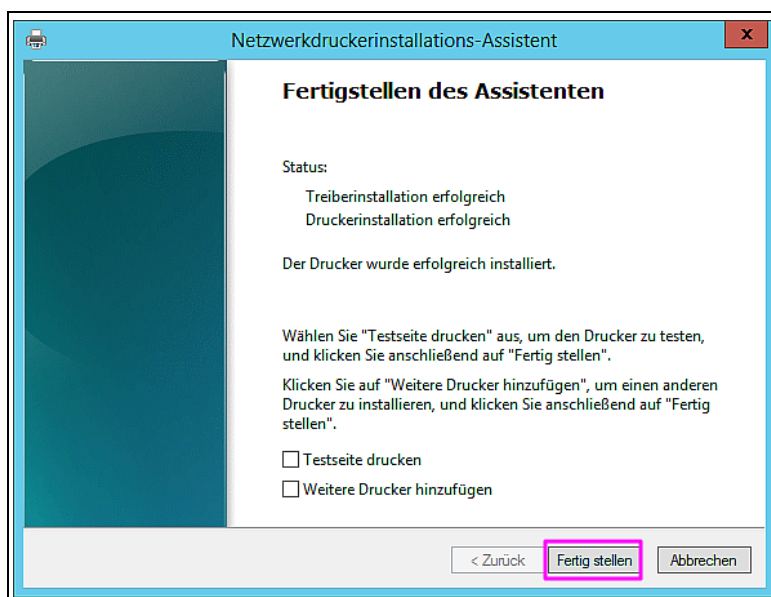 Netzwerkdruckerinstallations-Assistent
x
Fertigstellen des Assistenten
Status:
Treiberinstallation erfolgreich
Druckerinstallation erfolgreich
Der Drucker wurde erfolgreich installiert.
Wählen Sie "Testseite drucken" aus, um den Drucker zu testen,
und klicken Sie anschließend auf "Fertig stellen".
Klicken Sie auf "Weitere Drucker hinzufügen", um einen anderen
Drucker zu installieren, und klicken Sie anschließend auf "Fertig
stellen".
Testseite drucken
Weitere Drucker hinzufügen
< Zurück Fertig stellen Abbrechen